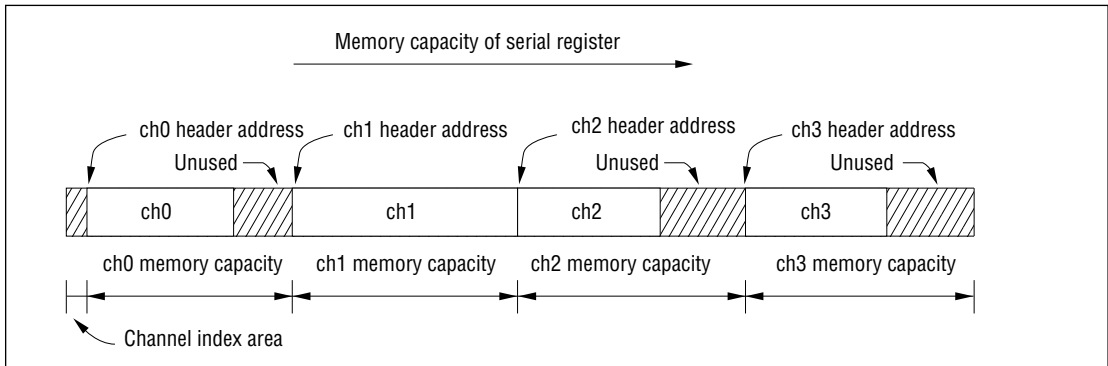 Memory capacity of serial register
ch0 header address
ch1 header address
ch2 header address
ch3 header address
Unused
Unused
Unused
ch0
ch1
ch2
ch3
ch0 memory capacity
ch1 memory capacity
ch2 memory capacity
ch3 memory capacity
Channel index area